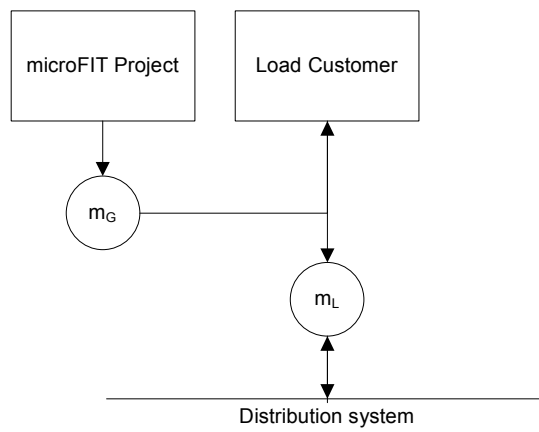 microFIT Project
Load Customer
mG
mL
Distribution system